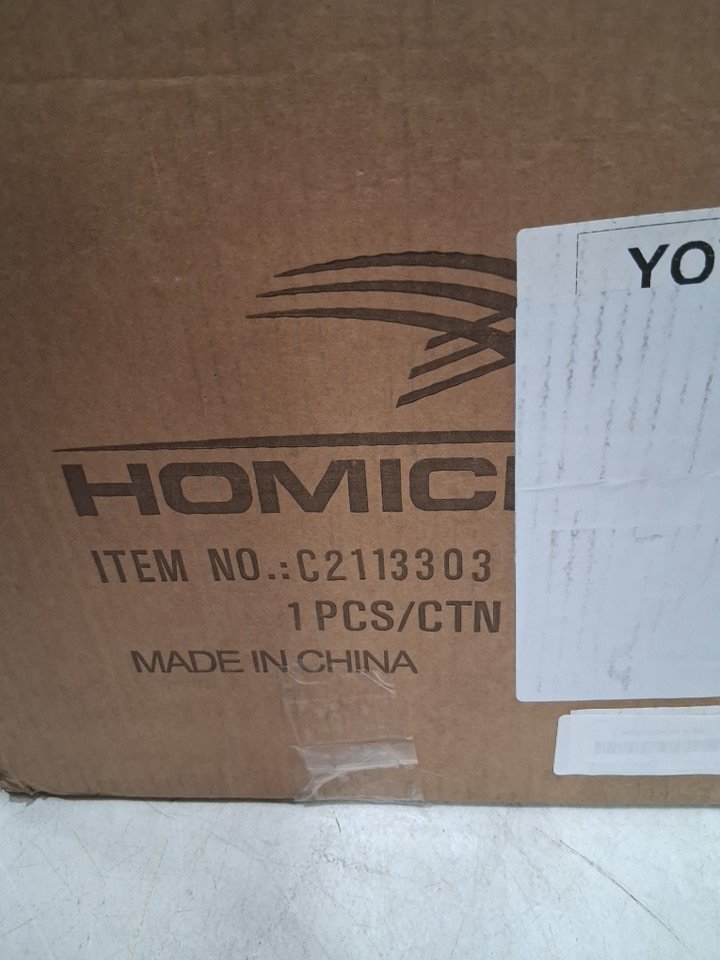 YO
HOMIC
ITEM NO.:C2113303
1PCS/CTN
MADE IN CHINA